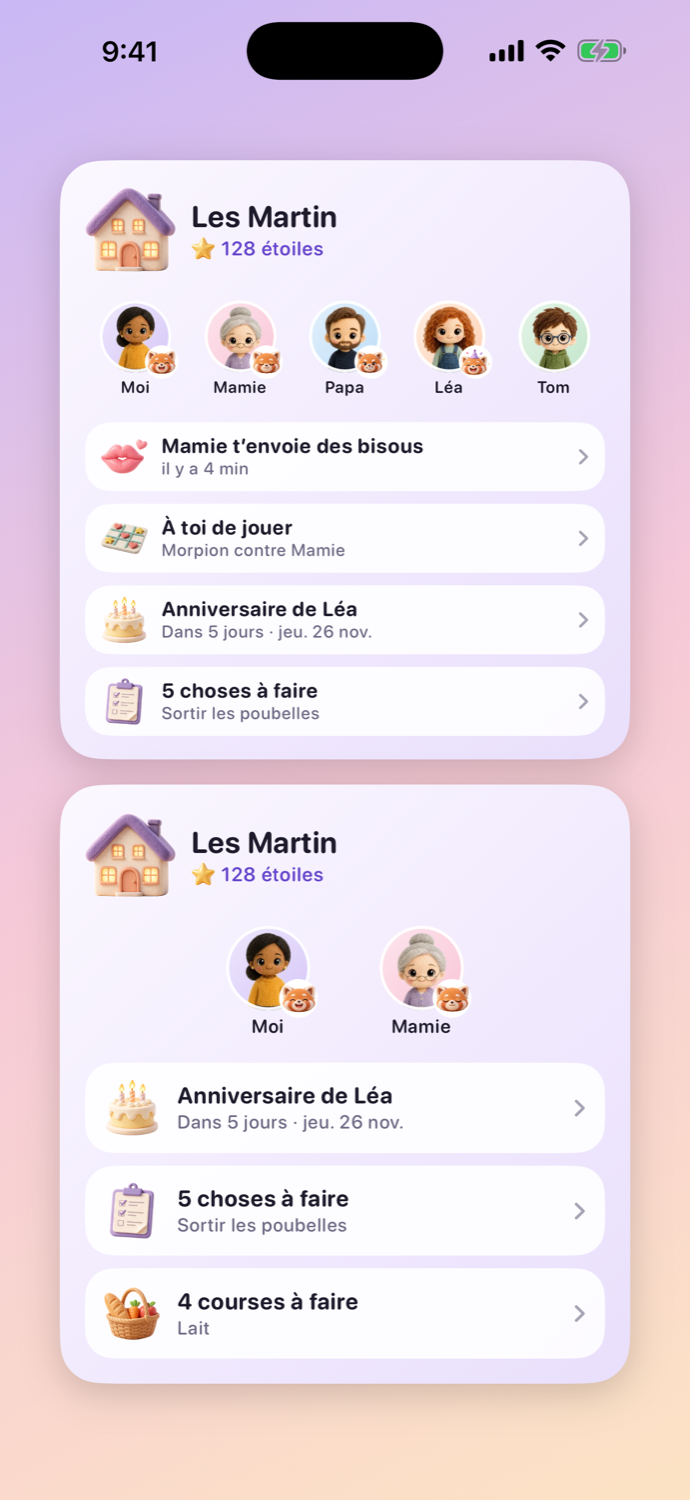 9:41
Les Martin
128 étoiles
Moi
Mamie
Papa
Léa
Tom
Mamie t’envoie des bisous
il y a 4 min
À toi de jouer
Morpion contre Mamie
Anniversaire de Léa
Dans 5 jours · jeu. 26 nov.
5 choses à faire
Sortir les poubelles
Les Martin
128 étoiles
Moi
Mamie
Anniversaire de Léa
Dans 5 jours · jeu. 26 nov.
5 choses à faire
Sortir les poubelles
4 courses à faire
Lait